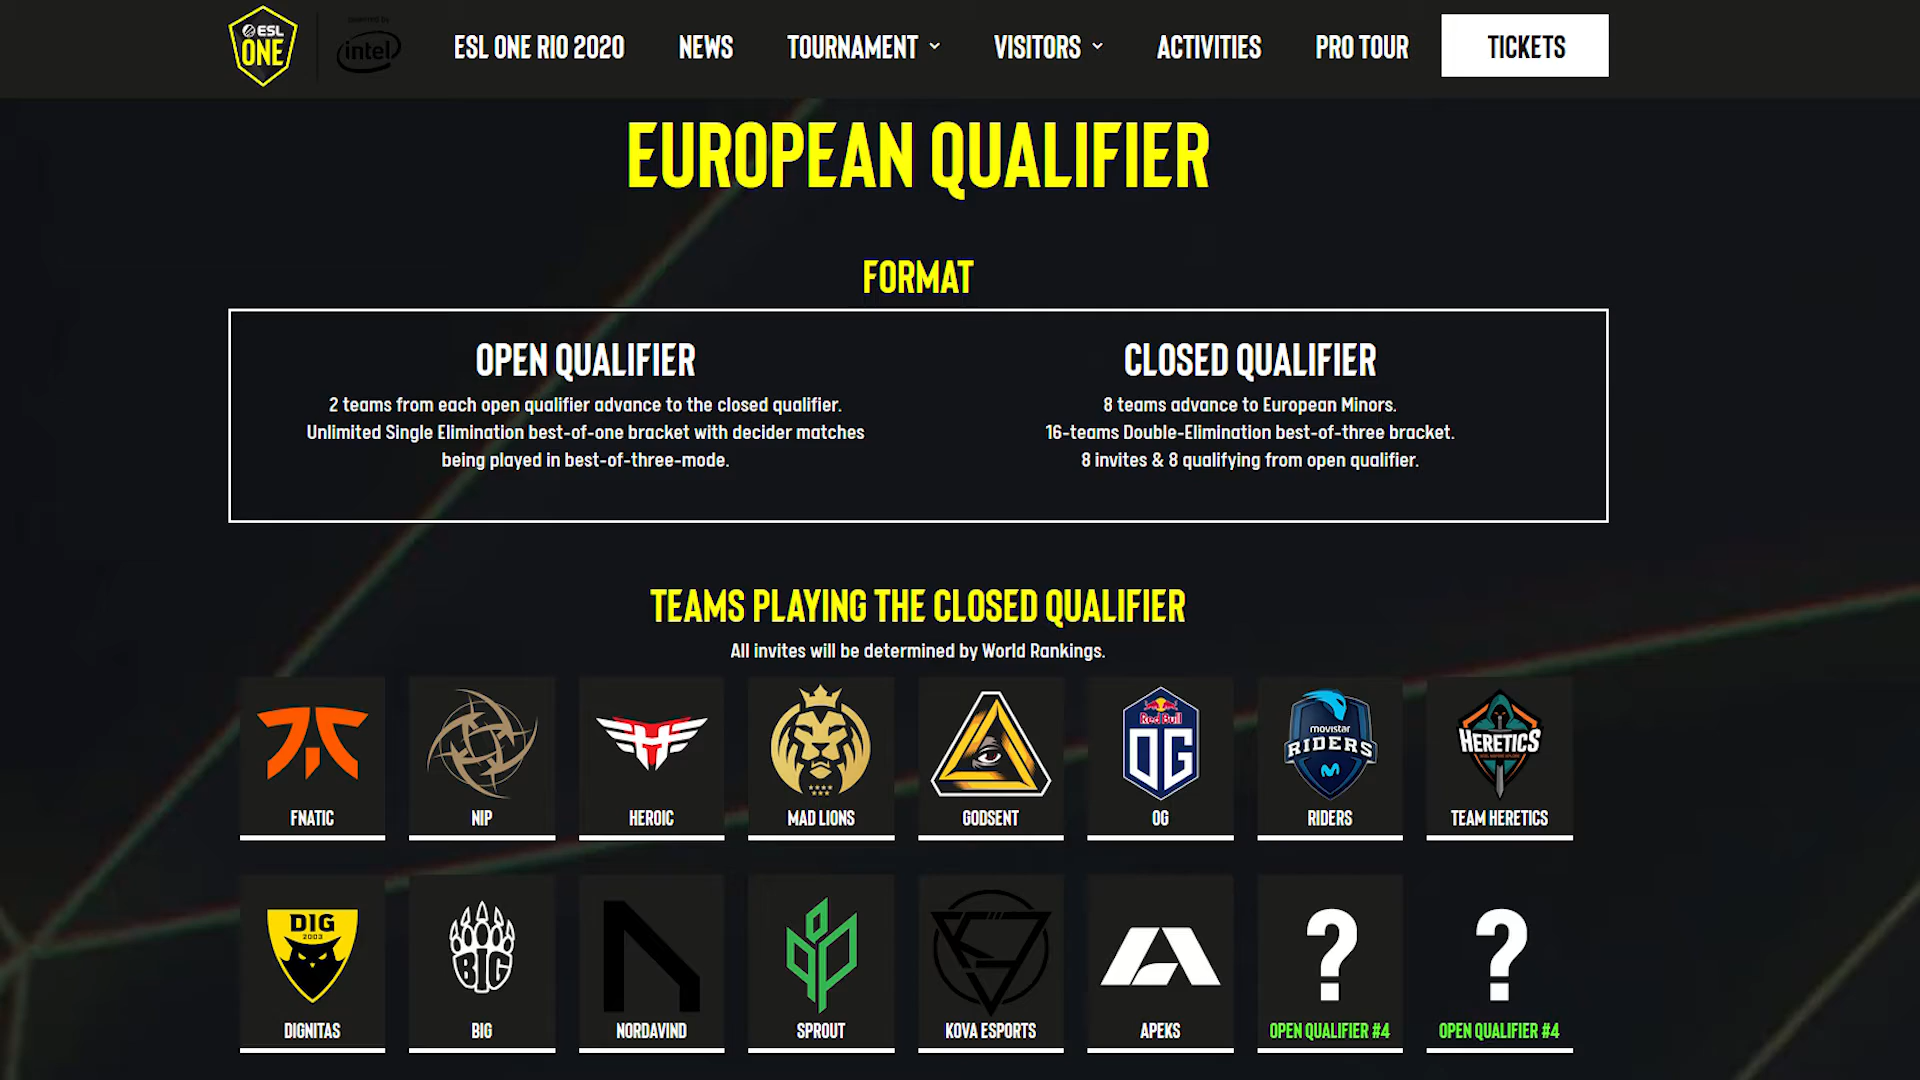 ESL
ONE
powered by
intel
ESL ONE RIO 2020
NEWS
TOURNAMENT
VISITORS
ACTIVITIES
PRO TOUR
TICKETS
EUROPEAN QUALIFIER
FORMAT
OPEN QUALIFIER
2 teams from each open qualifier advance to the closed qualifier.
Unlimited Single Elimination best-of-one bracket with decider matches
being played in best-of-three-mode.
CLOSED QUALIFIER
8 teams advance to European Minors.
16-teams Double-Elimination best-of-three bracket.
8 invites & 8 qualifying from open qualifier.
TEAMS PLAYING THE CLOSED QUALIFIER
All invites will be determined by World Rankings.
Red Bull
OG
movistar
RIDERS
HERETICS
FNATIC
NIP
HEROIC
MAD LIONS
GODSENT
OG
RIDERS
TEAM HERETICS
DIG
2003
BIG
?
?
DIGNITAS
BIG
NORDAVIND
SPROUT
KOVA ESPORTS
APEKS
OPEN QUALIFIER #4
OPEN QUALIFIER #4